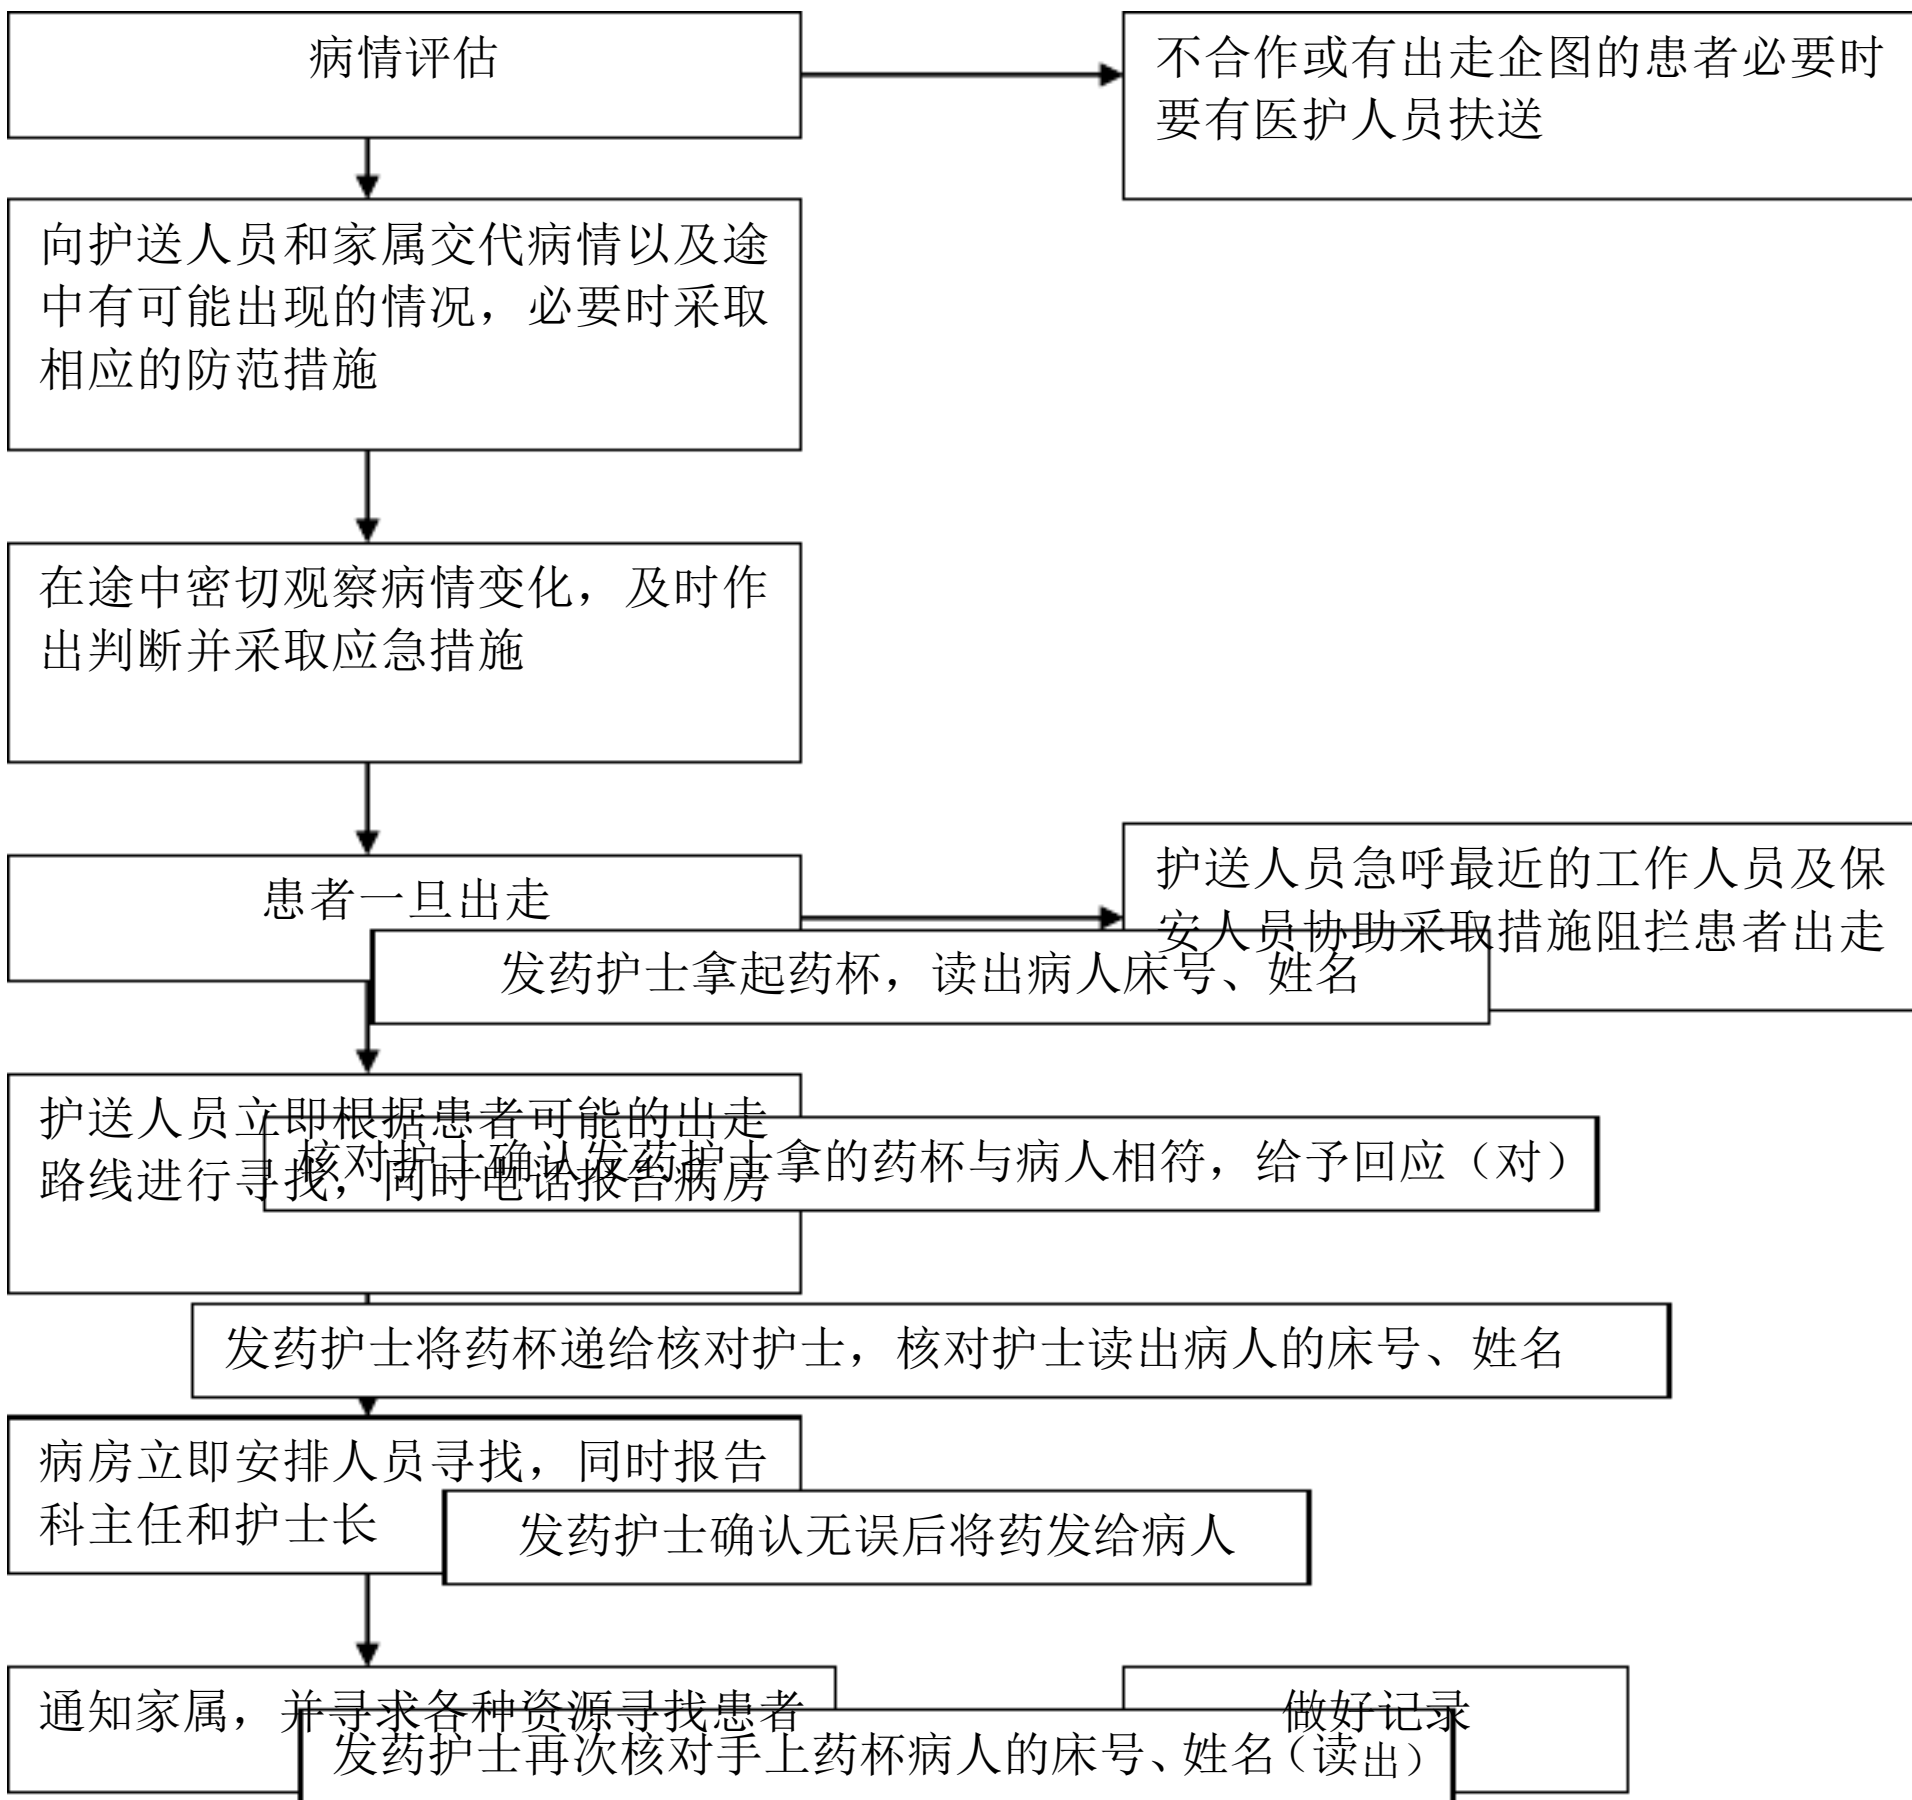 病情评估
不合作或有出走企图的患者必要时
要有医护人员扶送
向护送人员和家属交代病情以及途
中有可能出现的情况，必要时采取
相应的防范措施
在途中密切观察病情变化，及时作
出判断并采取应急措施
患者一旦出走
护送人员急呼最近的工作人员及保
安人员协助采取措施阻拦患者出走
发药护士拿起药杯，读出病人床号、姓名
护送人员立即根据患者可能的出走
路线进行寻找，同时电话报告病房
核对护士确认发药护士拿的药杯与病人相符，给予回应（对）
发药护士将药杯递给核对护士，核对护士读出病人的床号、姓名
病房立即安排人员寻找，同时报告
科主任和护士长
发药护士确认无误后将药发给病人
通知家属，并寻求各种资源寻找患者
做好记录
发药护士再次核对手上药杯病人的床号、姓名（读出）